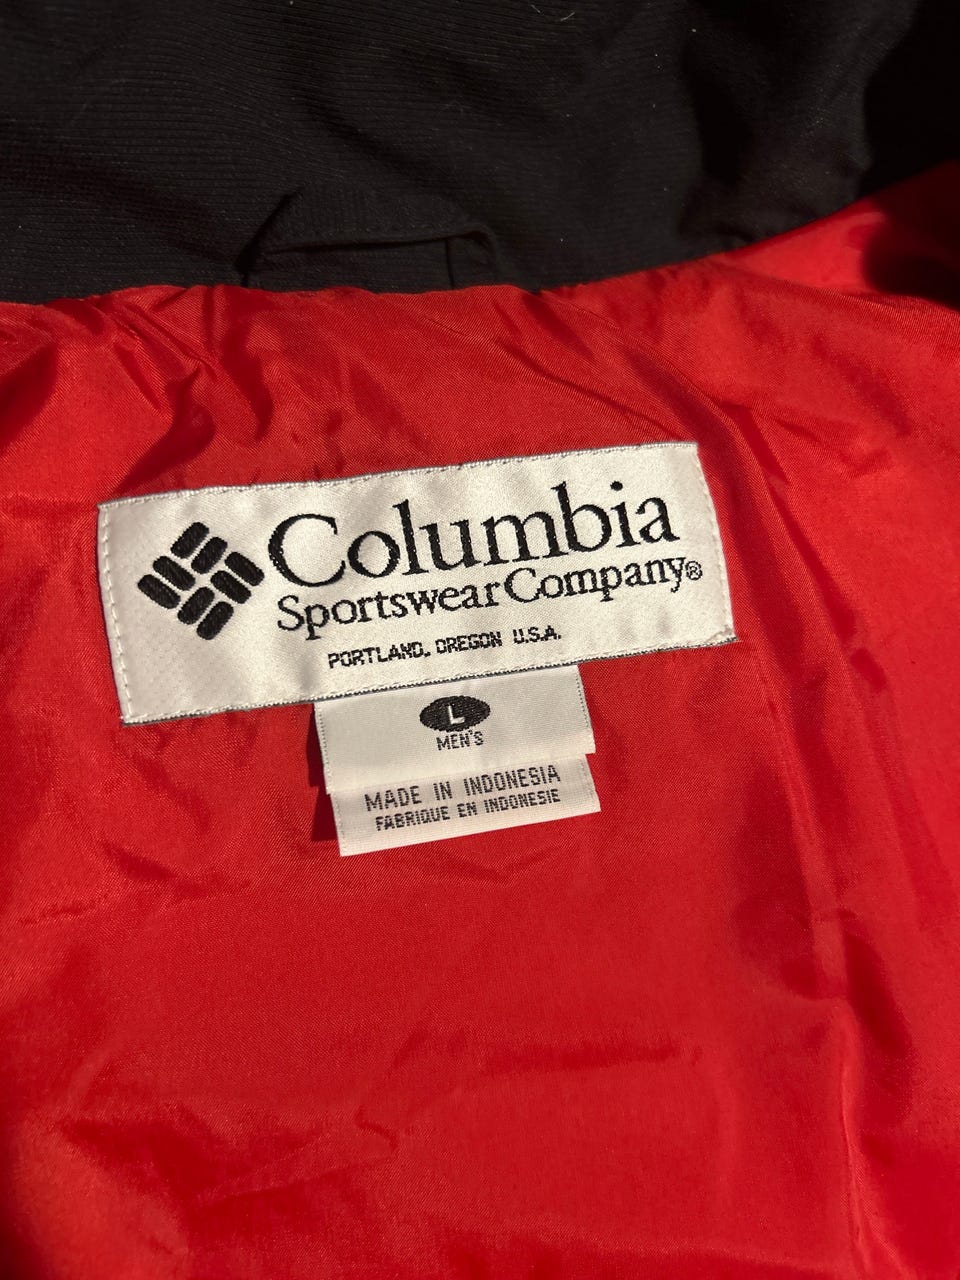 Columbia
Sportswear Company®
PORTLAND, OREGON U.S.A.
L
MEN'S
MADE IN INDONESIA
FABRIQUE EN INDONESIE